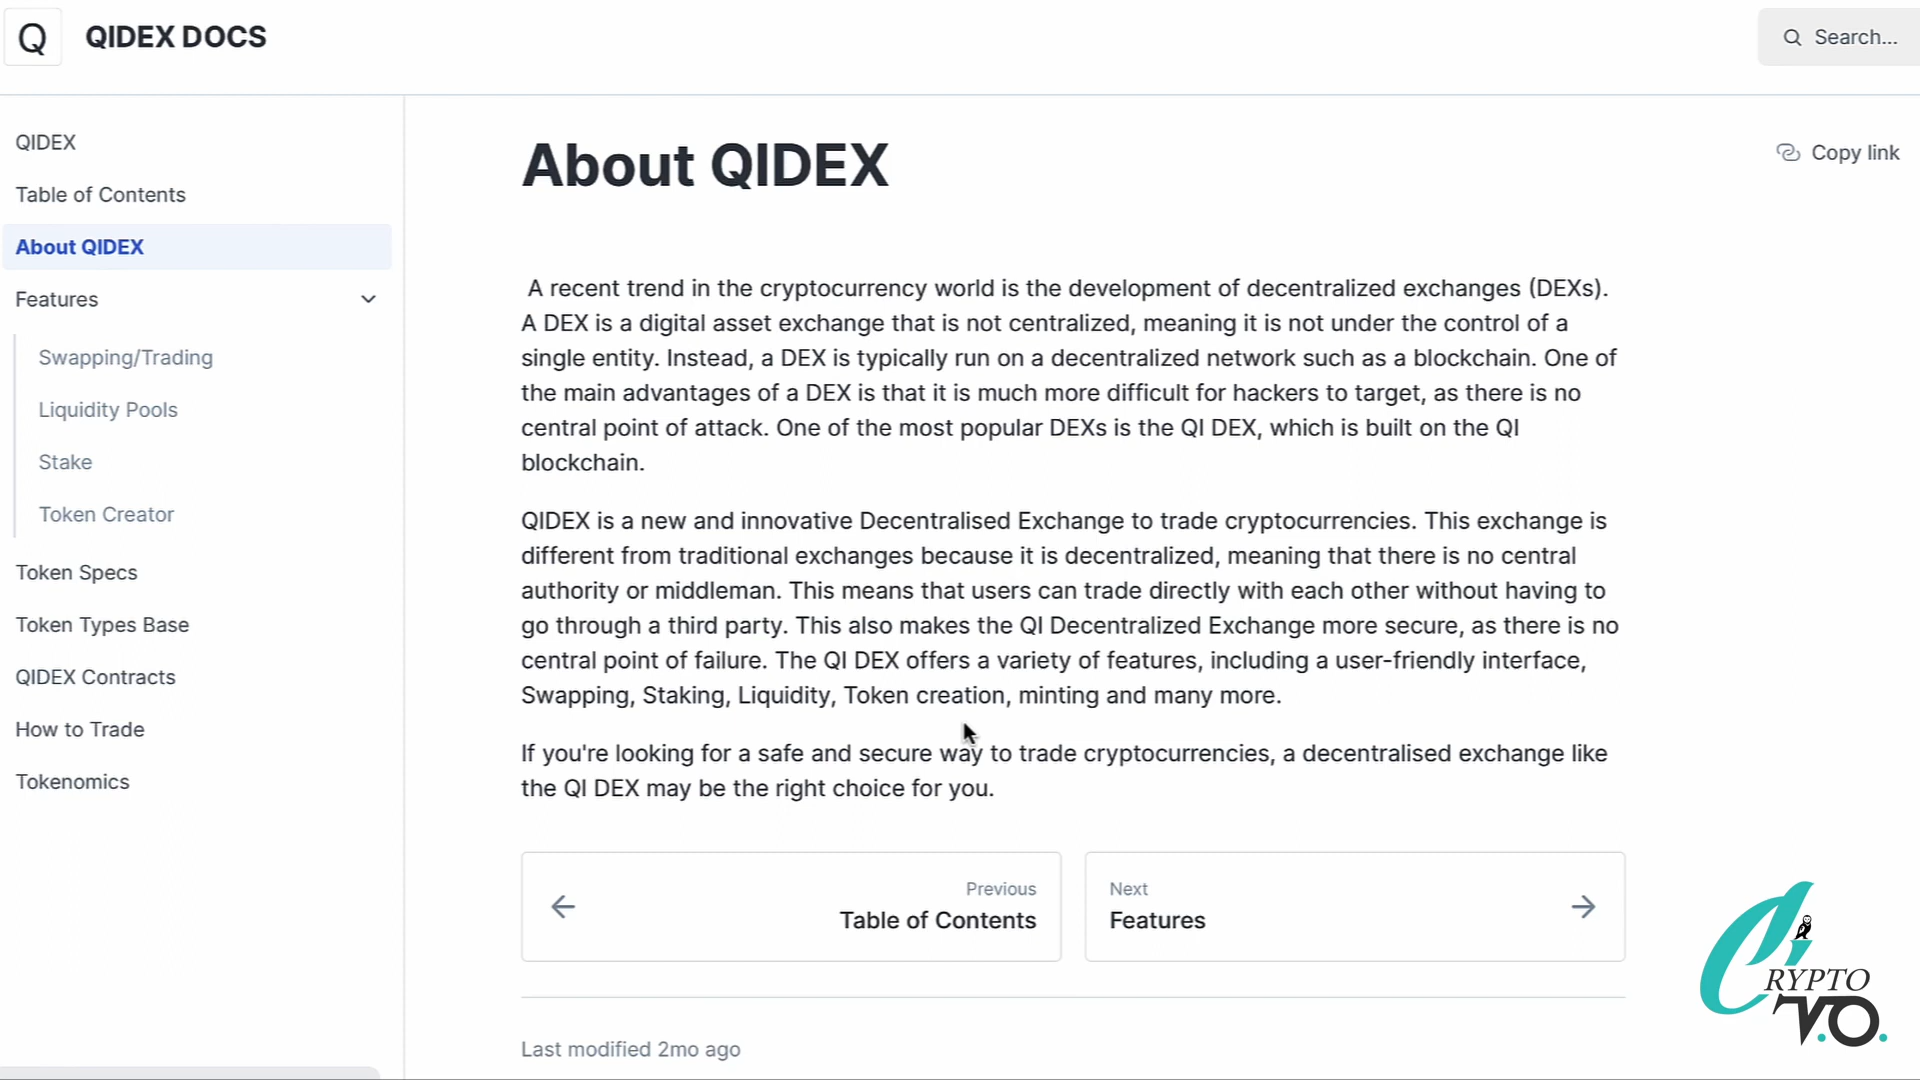 Q
QIDEX DOCS
Search...
QIDEX
Table of Contents
About QIDEX
Features
Swapping/Trading
Liquidity Pools
Stake
Token Creator
Token Specs
Token Types Base
QIDEX Contracts
How to Trade
Tokenomics
About QIDEX
Copy link
A recent trend in the cryptocurrency world is the development of decentralized exchanges (DEXs).
A DEX is a digital asset exchange that is not centralized, meaning it is not under the control of a
single entity. Instead, a DEX is typically run on a decentralized network such as a blockchain. One of
the main advantages of a DEX is that it is much more difficult for hackers to target, as there is no
central point of attack. One of the most popular DEXs is the QI DEX, which is built on the QI
blockchain.
QIDEX is a new and innovative Decentralised Exchange to trade cryptocurrencies. This exchange is
different from traditional exchanges because it is decentralized, meaning that there is no central
authority or middleman. This means that users can trade directly with each other without having to
go through a third party. This also makes the QI Decentralized Exchange more secure, as there is no
central point of failure. The QI DEX offers a variety of features, including a user-friendly interface,
Swapping, Staking, Liquidity, Token creation, minting and many more.
If you're looking for a safe and secure way to trade cryptocurrencies, a decentralised exchange like
the QI DEX may be the right choice for you.
Previous
Table of Contents
Next
Features
Last modified 2mo ago
CRYPTO
V.O.